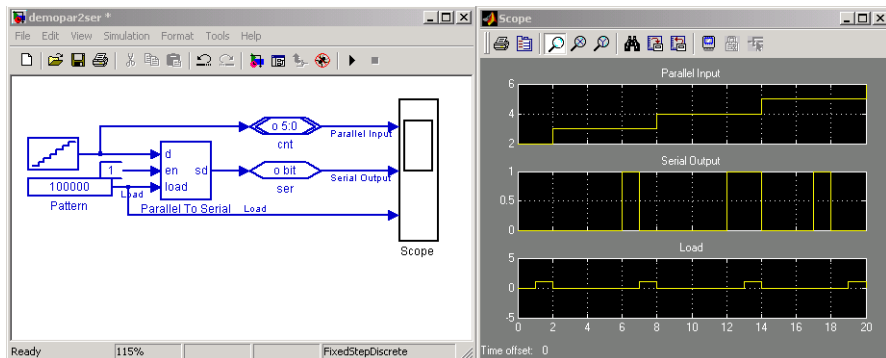 demopar2ser *
File Edit View Simulation Format Tools Help
o 5:0
Parallel Input
cnt
d
1
en
sd
o bit
Serial Output
ser
100000
load
Load
Pattern
Parallel To Serial
Load
Scope
Ready
115%
FixedStepDiscrete
Scope
Parallel Input
6
4
2
Serial Output
1
0.5
0
Load
5
0
-5
0 2 4 6 8 10 12 14 16 18 20
Time offset: 0